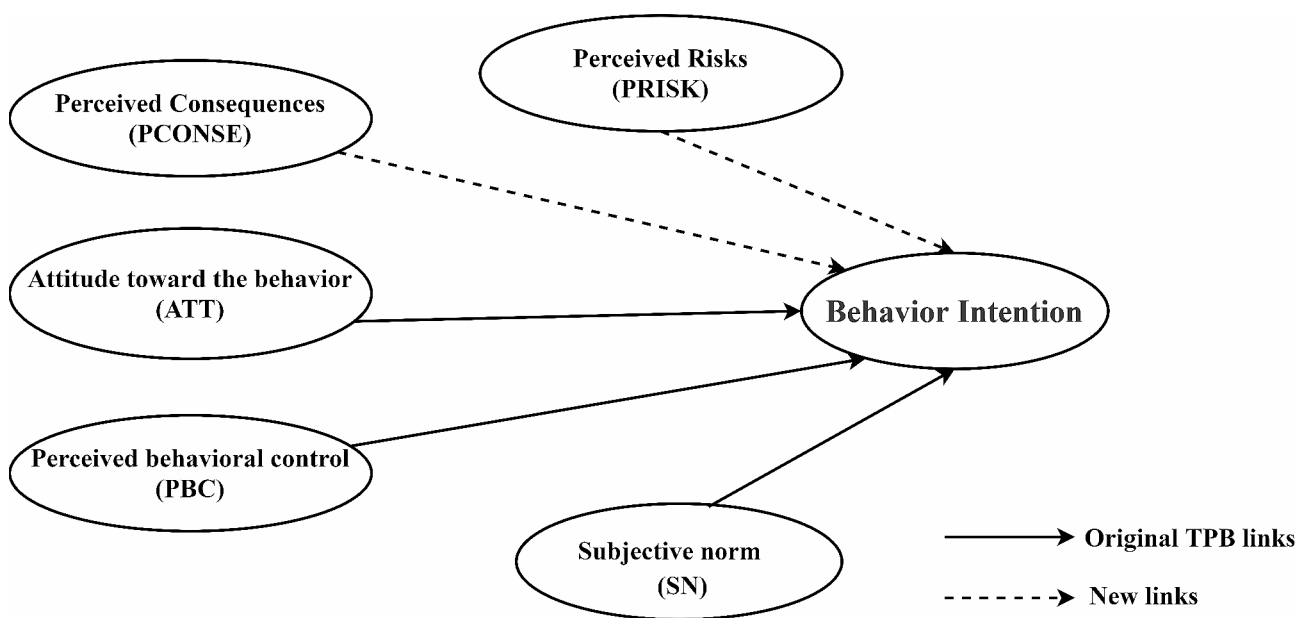 Perceived Risks
(PRISK)
Perceived Consequences
(PCONSE)
Attitude toward the behavior
(ATT)
Behavior Intention
Perceived behavioral control
(PBC)
Subjective norm
(SN)
Original TPB links
New links